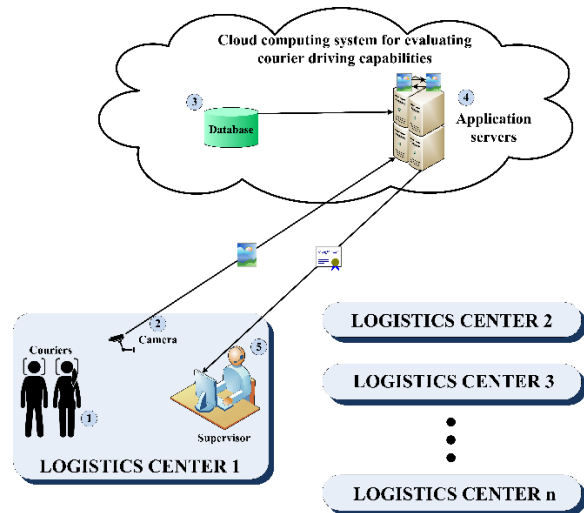 Cloud computing system for evaluating
courier driving capabilities
3
Database
4
Application
servers
2
Camera
Couriers
1
5
Supervisor
LOGISTICS CENTER 1
LOGISTICS CENTER 2
LOGISTICS CENTER 3
LOGISTICS CENTER n